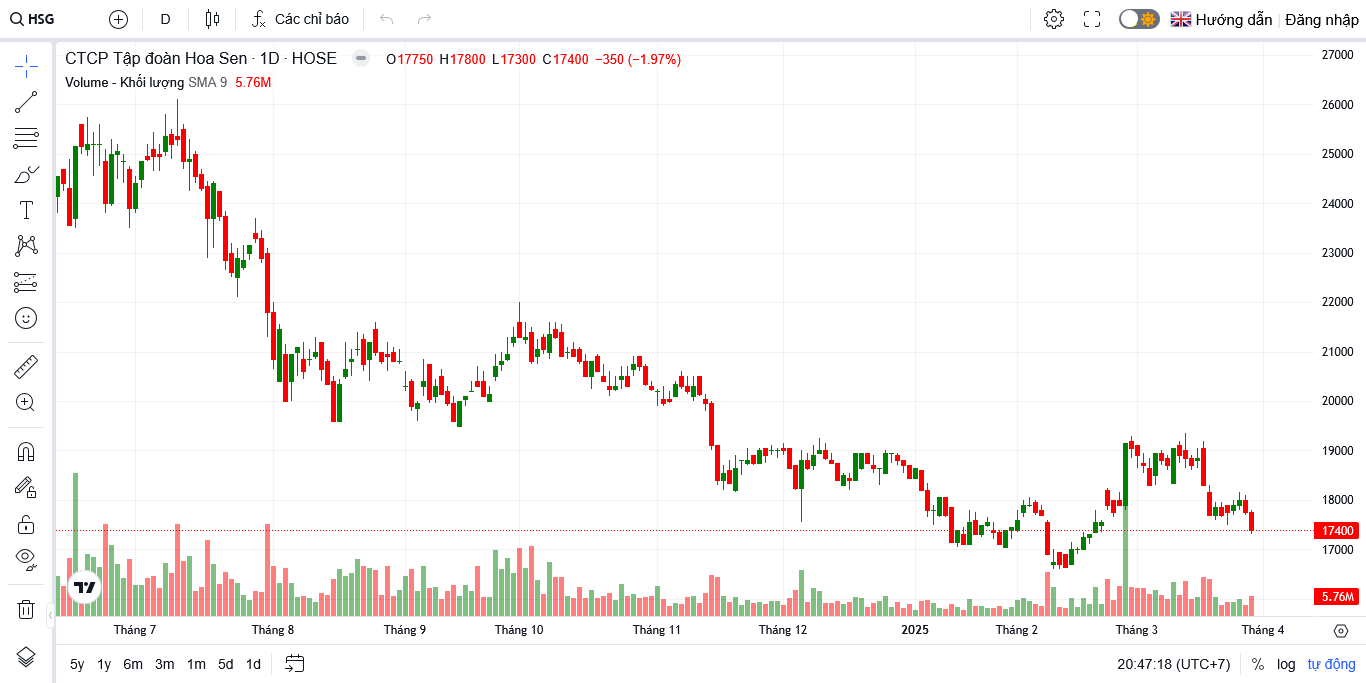 HSG D Các chỉ báo Hướng dẫn Đăng nhập
CTCP Tập đoàn Hoa Sen · 1D · HOSE O17750 H17800 L17300 C17400 −350 (−1.97%)
Volume - Khối lượng SMA 9 5.76M
27000
26000
25000
24000
23000
22000
21000
20000
19000
18000
17400
17000
5.76M
Tháng 7 Tháng 8 Tháng 9 Tháng 10 Tháng 11 Tháng 12 2025 Tháng 2 Tháng 3 Tháng 4
5y 1y 6m 3m 1m 5d 1d 20:47:18 (UTC+7) % log tự động